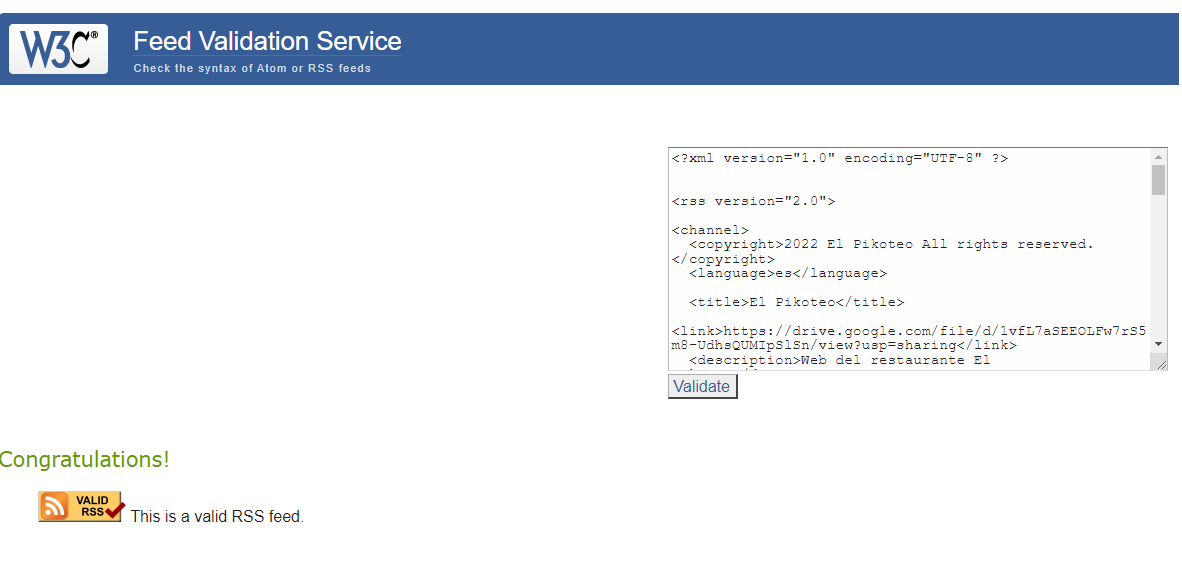 W3C®
Feed Validation Service
Check the syntax of Atom or RSS feeds
<?xml version="1.0" encoding="UTF-8" ?>
<rss version="2.0">
<channel>
<copyright>2022 El Pikoteo All rights reserved.
</copyright>
<language>es</language>
<title>El Pikoteo</title>
<link>https://drive.google.com/file/d/1vfL7aSEEOLFw7rS5
m8-UdhsQUMIpSlSn/view?usp=sharing</link>
<description>Web del restaurante El
Validate
Congratulations!
VALID
RSS
This is a valid RSS feed.